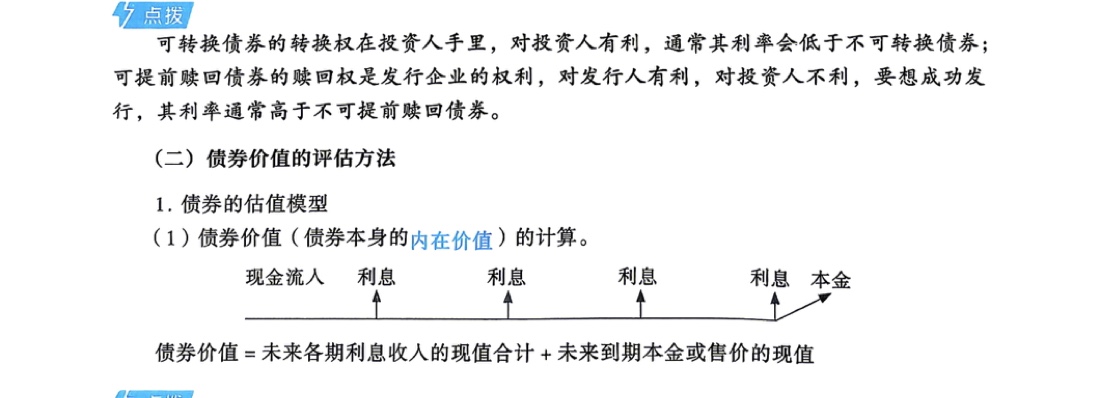 点拨
可转换债券的转换权在投资人手里，对投资人有利，通常其利率会低于不可转换债券；
可提前赎回债券的赎回权是发行企业的权利，对发行人有利，对投资人不利，要想成功发
行，其利率通常高于不可提前赎回债券。
（二）债券价值的评估方法
1. 债券的估值模型
（1）债券价值（债券本身的内在价值）的计算。
现金流入 利息 利息 利息 利息 本金
债券价值 = 未来各期利息收入的现值合计 + 未来到期本金或售价的现值